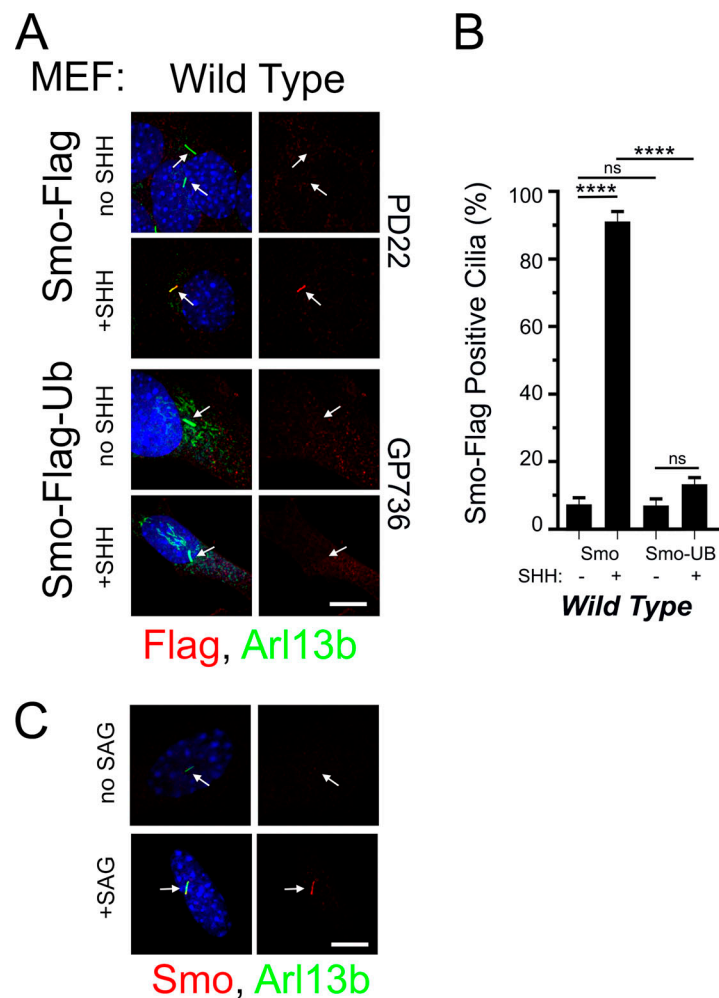 A
MEF: Wild Type
Smo-Flag
no SHH
+SHH
PD22
Smo-Flag-Ub
no SHH
+SHH
GP736
Flag, Arl13b
B
Smo-Flag Positive Cilia (%)
100
80
60
40
20
0
ns
****
****
ns
Smo Smo-UB
SHH: - + - +
Wild Type
C
no SAG
+SAG
Smo, Arl13b